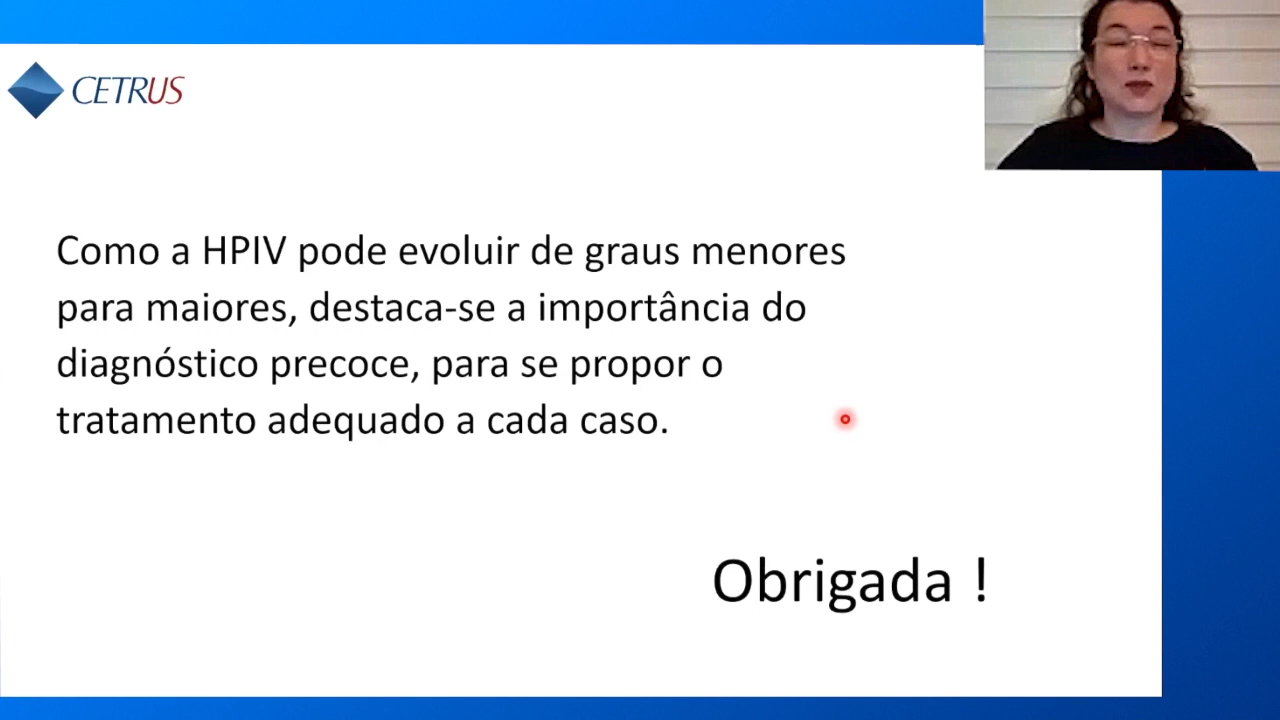 CETRUS
Como a HPIV pode evoluir de graus menores
para maiores, destaca-se a importância do
diagnóstico precoce, para se propor o
tratamento adequado a cada caso.
Obrigada !